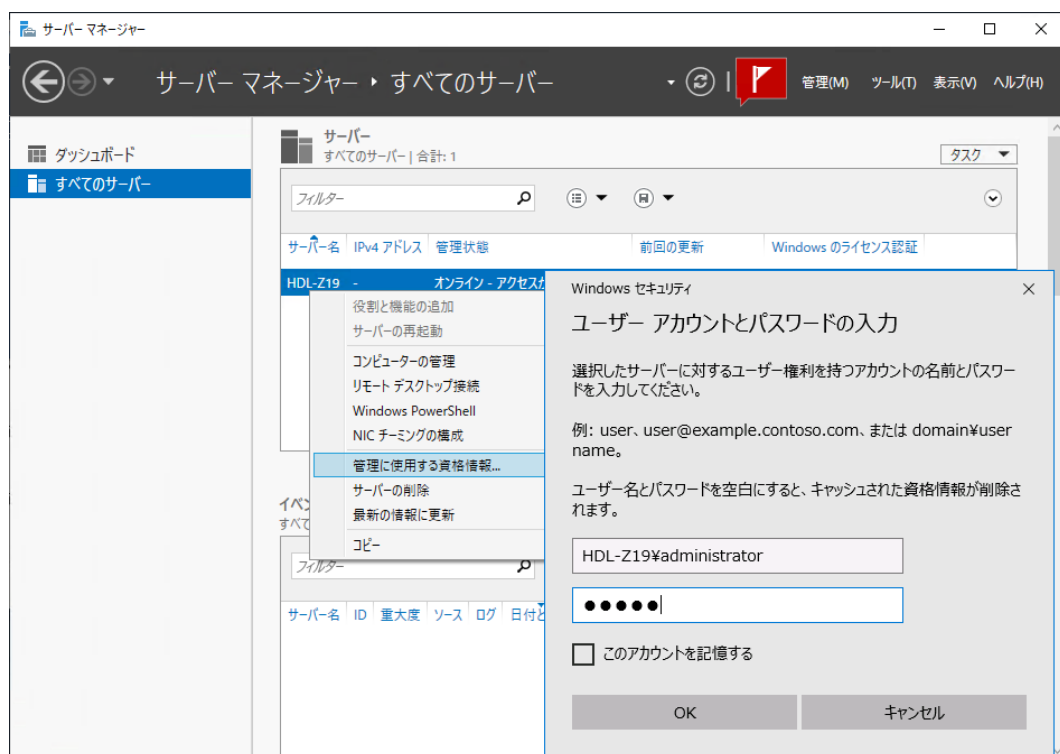 サーバー マネージャー
サーバー マネージャー ‣ すべてのサーバー
管理(M) ツール(T) 表示(V) ヘルプ(H)
ダッシュボード
すべてのサーバー
サーバー
すべてのサーバー | 合計: 1
タスク
フィルター
サーバー名 IPv4 アドレス 管理状態 前回の更新 Windows のライセンス認証
HDL-Z19 - オンライン - アクセスが
役割と機能の追加
サーバーの再起動
コンピューターの管理
リモート デスクトップ接続
Windows PowerShell
NIC チーミングの構成
管理に使用する資格情報...
サーバーの削除
最新の情報に更新
コピー
イベン
すべて
フィルター
サーバー名 ID 重大度 ソース ログ 日付と
Windows セキュリティ
ユーザー アカウントとパスワードの入力
選択したサーバーに対するユーザー権利を持つアカウントの名前とパスワー
ドを入力してください。
例: user、user@example.contoso.com、または domain¥user
name。
ユーザー名とパスワードを空白にすると、キャッシュされた資格情報が削除さ
れます。
HDL-Z19¥administrator
●●●●●
このアカウントを記憶する
OK キャンセル